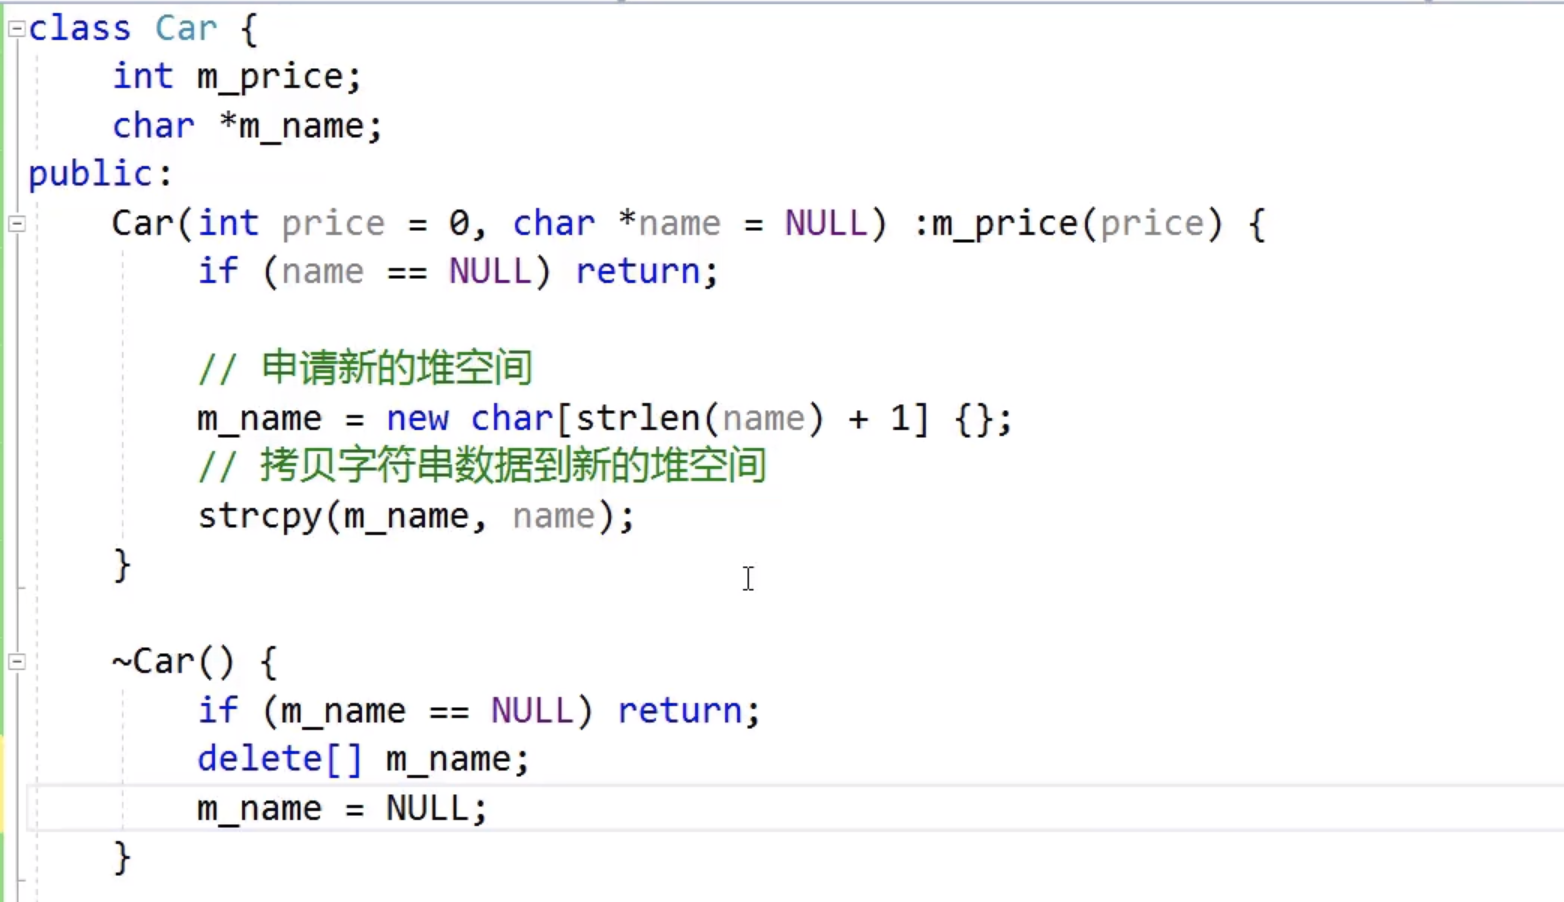 class Car {
    int m_price;
    char *m_name;
public:
    Car(int price = 0, char *name = NULL) :m_price(price) {
        if (name == NULL) return;
        // 申请新的堆空间
        m_name = new char[strlen(name) + 1] {};
        // 拷贝字符串数据到新的堆空间
        strcpy(m_name, name);
    }
    ~Car() {
        if (m_name == NULL) return;
        delete[] m_name;
        m_name = NULL;
    }